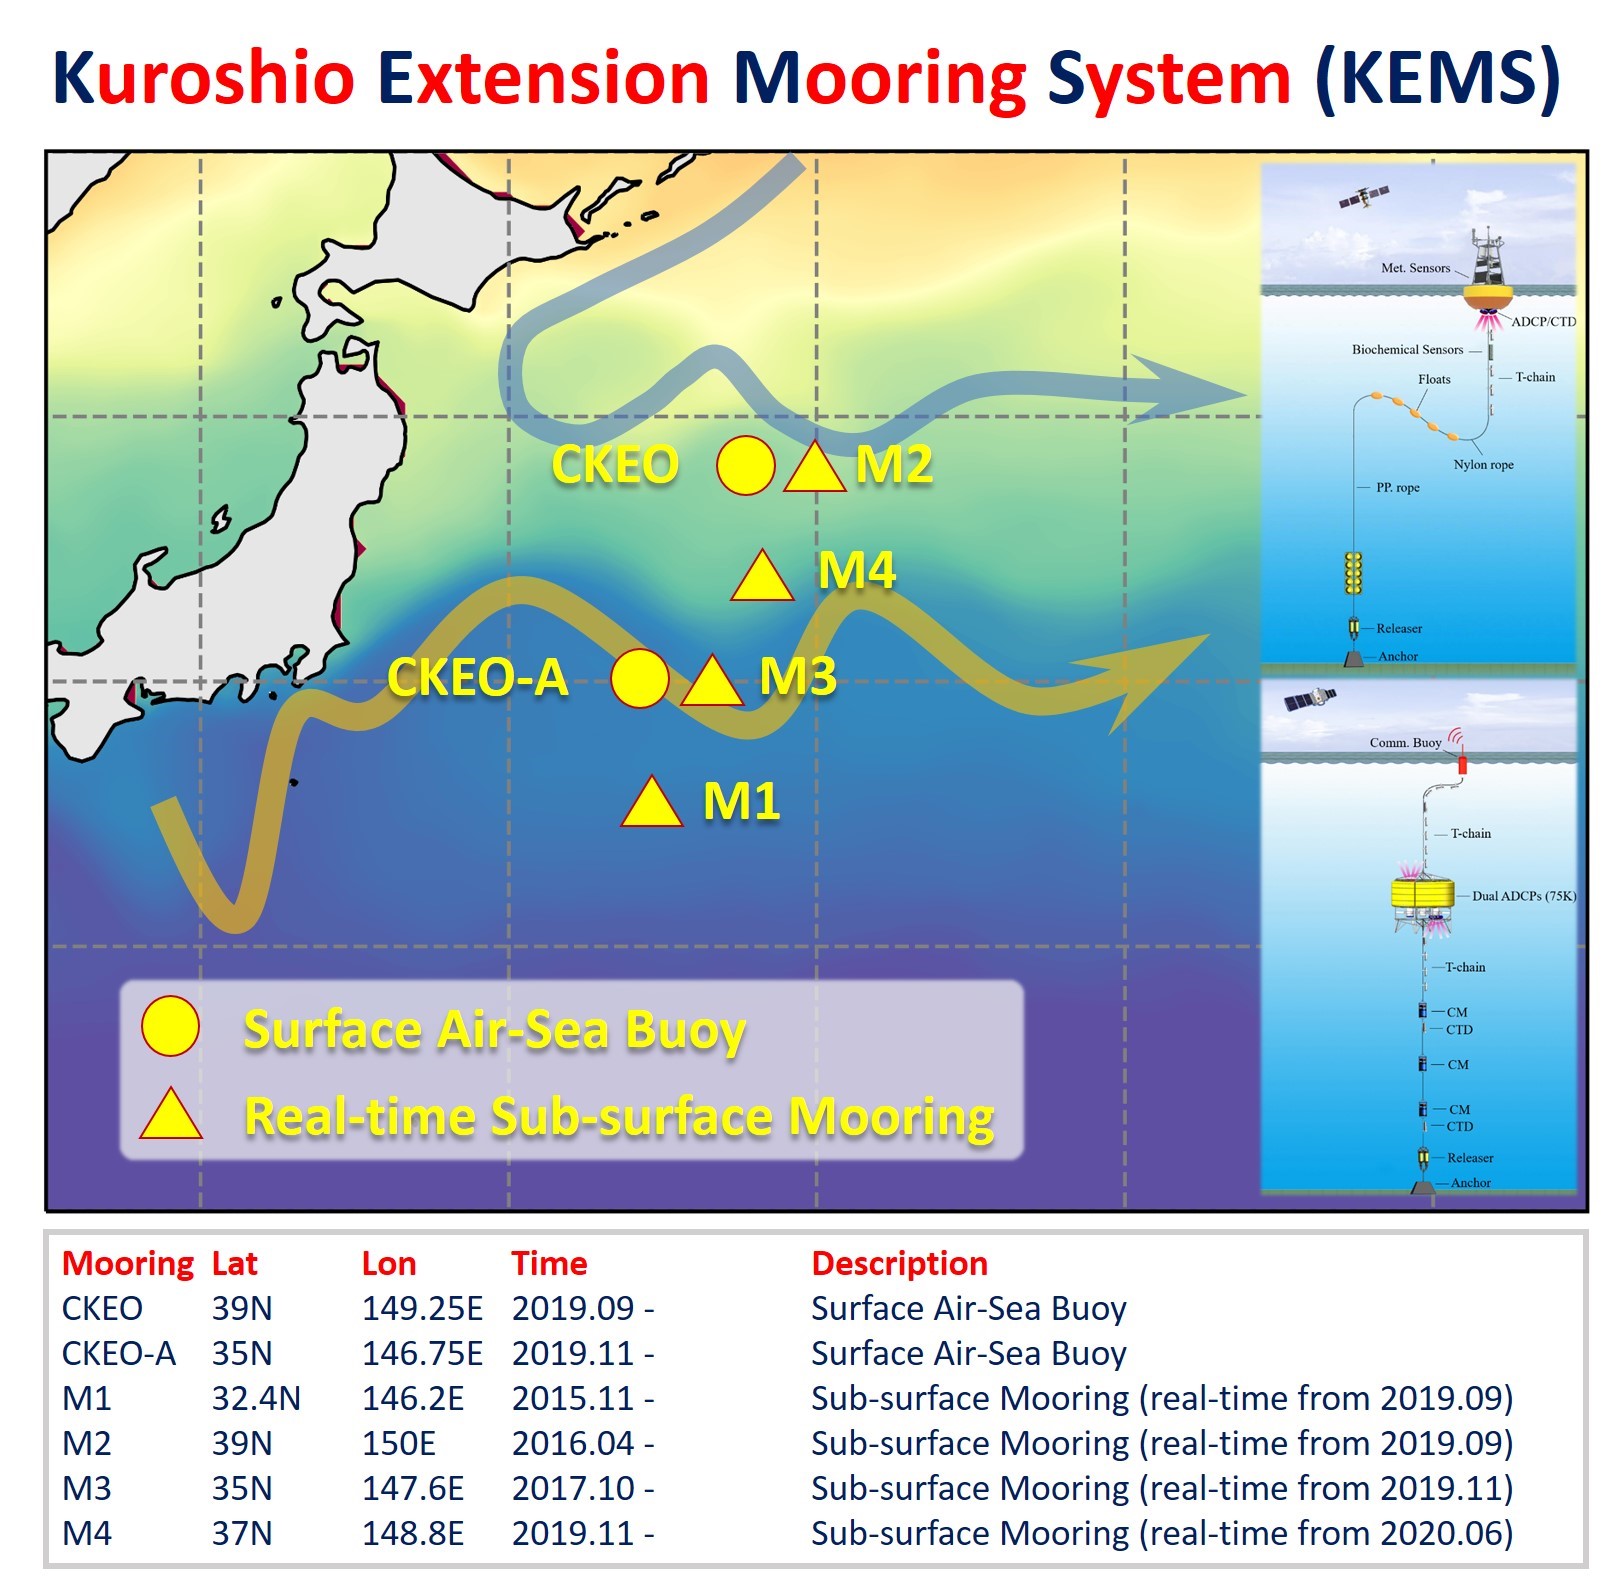 Kuroshio Extension Mooring System (KEMS)
Met. Sensors
ADCP/CTD
Biochemical Sensors
T-chain
Floats
Nylon rope
PP. rope
Releaser
Anchor
CKEO
M2
M4
CKEO-A
M3
M1
Comm. Buoy
T-chain
Dual ADCPs (75K)
T-chain
CM
CTD
CM
CM
CTD
Releaser
Anchor
Surface Air-Sea Buoy
Real-time Sub-surface Mooring
Mooring Lat Lon Time Description
CKEO 39N 149.25E 2019.09 - Surface Air-Sea Buoy
CKEO-A 35N 146.75E 2019.11 - Surface Air-Sea Buoy
M1 32.4N 146.2E 2015.11 - Sub-surface Mooring (real-time from 2019.09)
M2 39N 150E 2016.04 - Sub-surface Mooring (real-time from 2019.09)
M3 35N 147.6E 2017.10 - Sub-surface Mooring (real-time from 2019.11)
M4 37N 148.8E 2019.11 - Sub-surface Mooring (real-time from 2020.06)